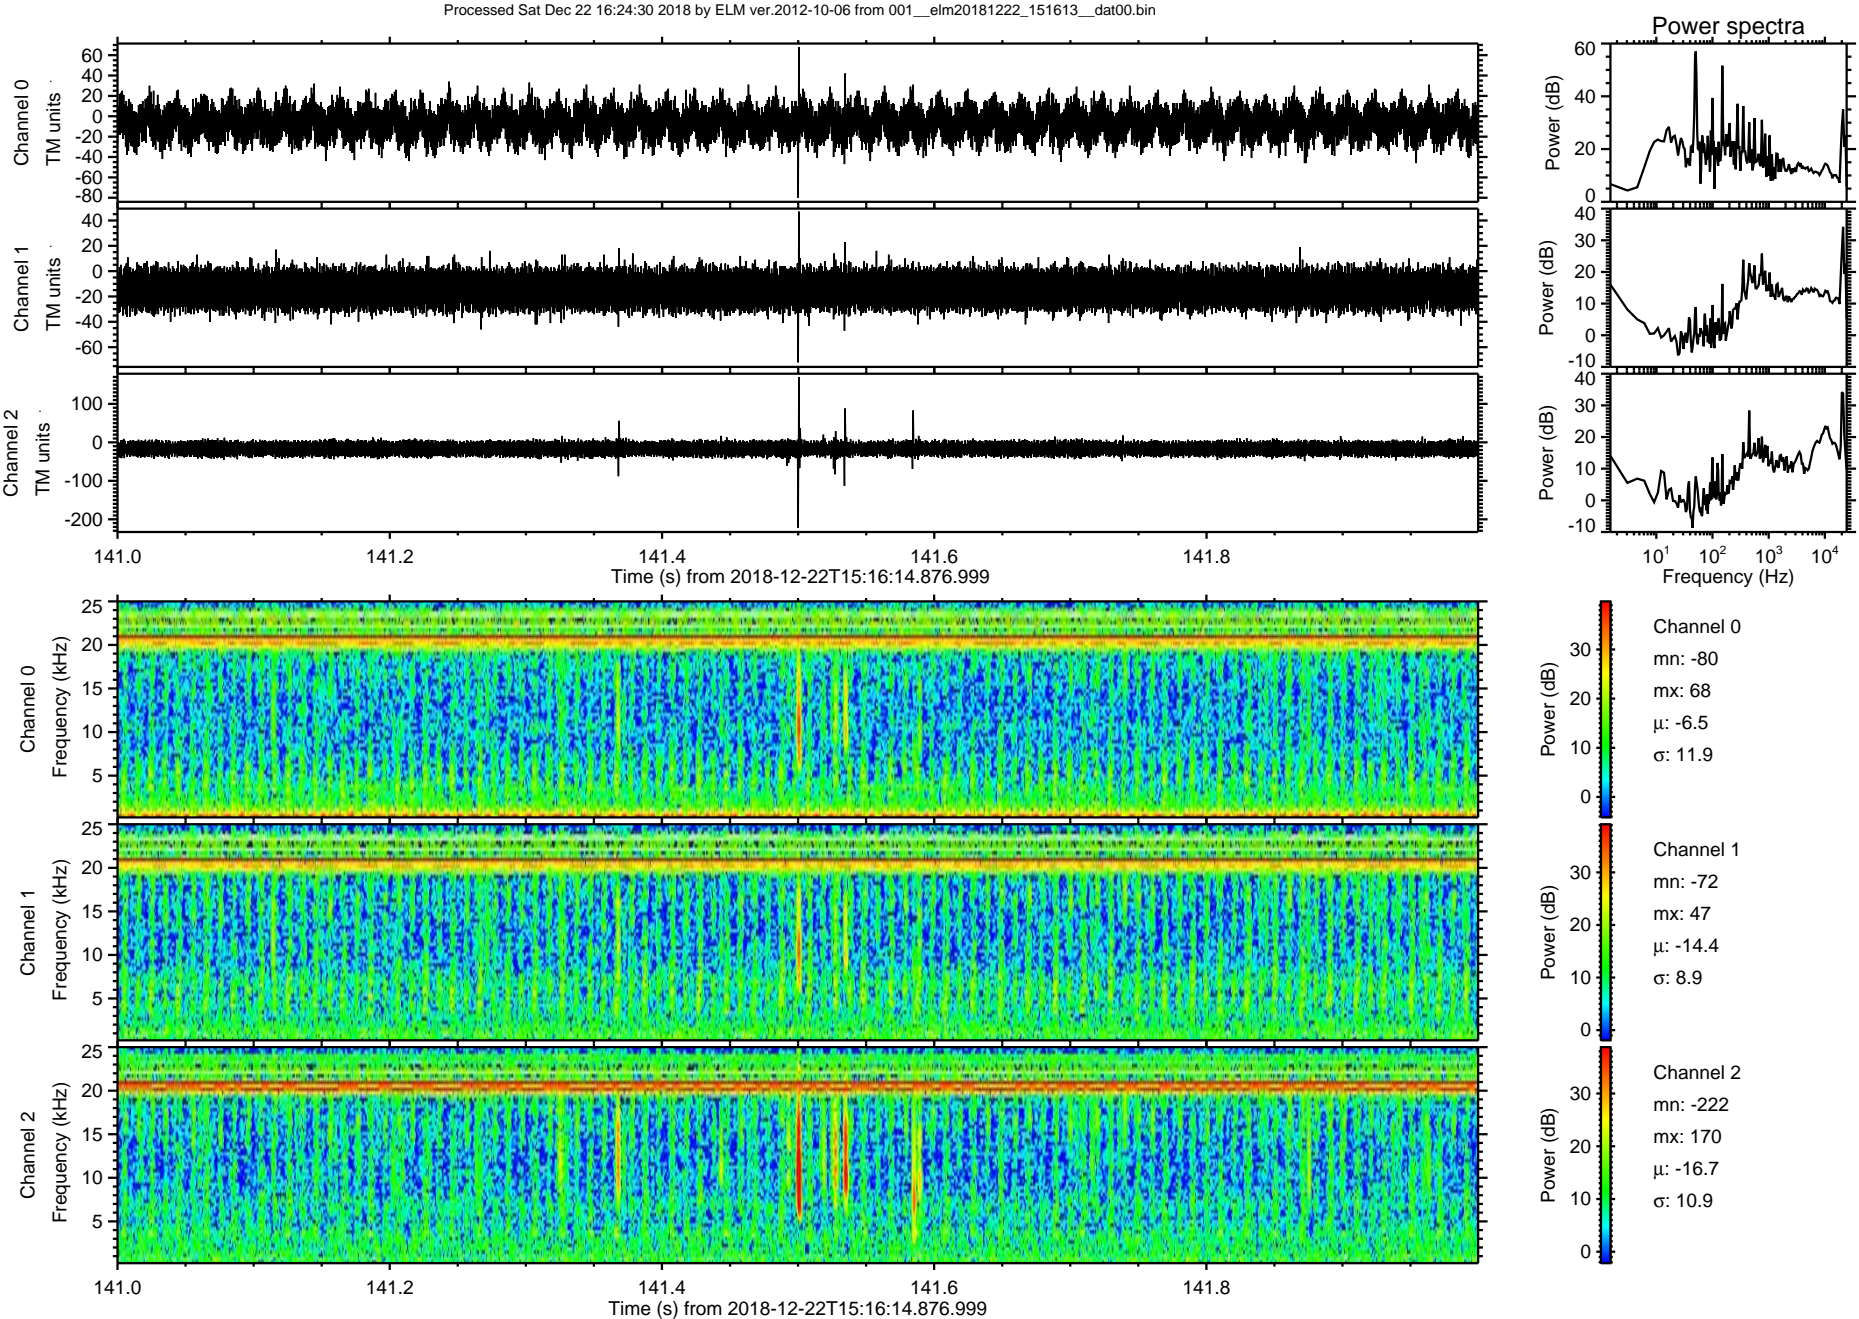 Processed Sat Dec 22 16:24:30 2018 by ELM ver.2012-10-06 from 001__elm20181222_151613__dat00.bin
Power spectra
Channel 0
TM units
60
40
20
0
-20
-40
-60
-80
Power (dB)
60
40
20
0
Channel 1
TM units
40
20
0
-20
-40
-60
Power (dB)
40
30
20
10
0
-10
Channel 2
TM units
100
0
-100
-200
Power (dB)
40
30
20
10
0
-10
141.0 141.2 141.4 141.6 141.8
Time (s) from 2018-12-22T15:16:14.876.999
10¹ 10² 10³ 10⁴
Frequency (Hz)
Channel 0
Frequency (kHz)
25
20
15
10
5
Power (dB)
30
20
10
0
Channel 0
mn: -80
mx: 68
μ: -6.5
σ: 11.9
Channel 1
Frequency (kHz)
25
20
15
10
5
Power (dB)
30
20
10
0
Channel 1
mn: -72
mx: 47
μ: -14.4
σ: 8.9
Channel 2
Frequency (kHz)
25
20
15
10
5
Power (dB)
30
20
10
0
Channel 2
mn: -222
mx: 170
μ: -16.7
σ: 10.9
141.0 141.2 141.4 141.6 141.8
Time (s) from 2018-12-22T15:16:14.876.999